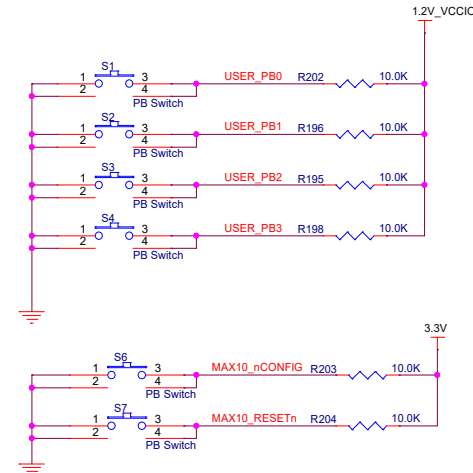 1.2V_VCCIO
S1
1 3 USER_PB0 R202 10.0K
2 4
PB Switch
S2
1 3 USER_PB1 R196 10.0K
2 4
PB Switch
S3
1 3 USER_PB2 R195 10.0K
2 4
PB Switch
S4
1 3 USER_PB3 R198 10.0K
2 4
PB Switch
3.3V
S6
1 3 MAX10_nCONFIG R203 10.0K
2 4
PB Switch
S7
1 3 MAX10_RESETn R204 10.0K
2 4
PB Switch